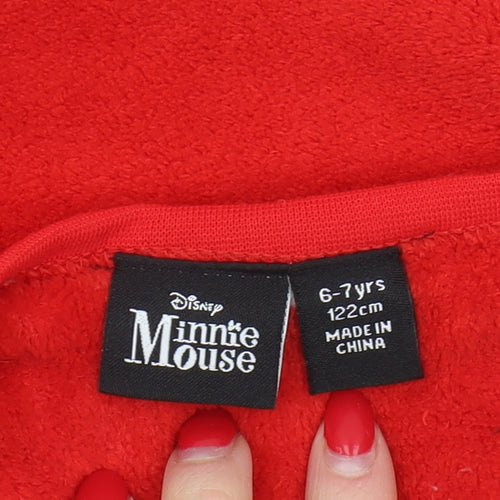 Disney
Minnie
Mouse
6-7yrs
122cm
MADE IN
CHINA